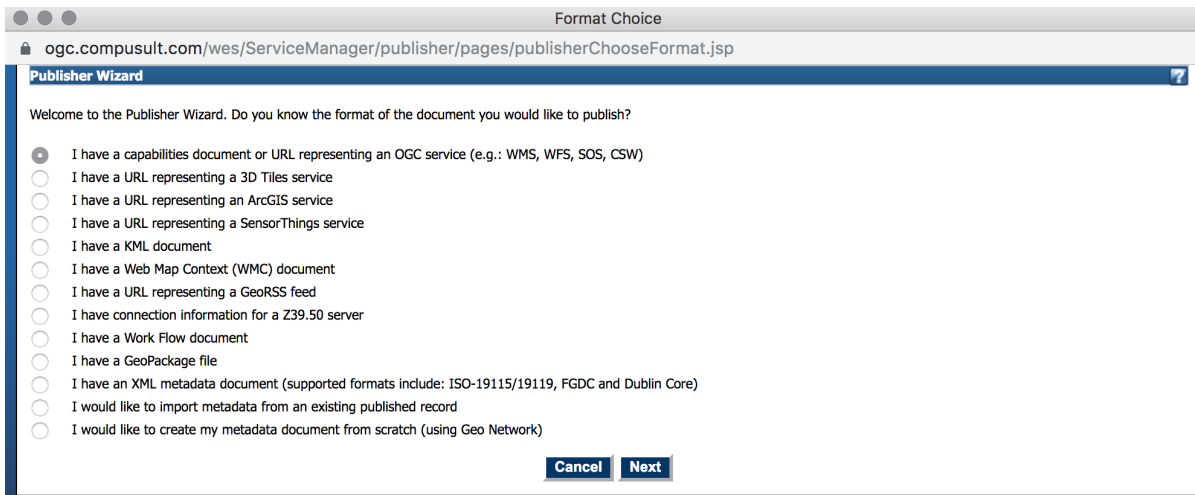 Format Choice
ogc.compusult.com/wes/ServiceManager/publisher/pages/publisherChooseFormat.jsp
Publisher Wizard ?
Welcome to the Publisher Wizard. Do you know the format of the document you would like to publish?
I have a capabilities document or URL representing an OGC service (e.g.: WMS, WFS, SOS, CSW)
I have a URL representing a 3D Tiles service
I have a URL representing an ArcGIS service
I have a URL representing a SensorThings service
I have a KML document
I have a Web Map Context (WMC) document
I have a URL representing a GeoRSS feed
I have connection information for a Z39.50 server
I have a Work Flow document
I have a GeoPackage file
I have an XML metadata document (supported formats include: ISO-19115/19119, FGDC and Dublin Core)
I would like to import metadata from an existing published record
I would like to create my metadata document from scratch (using Geo Network)
Cancel Next